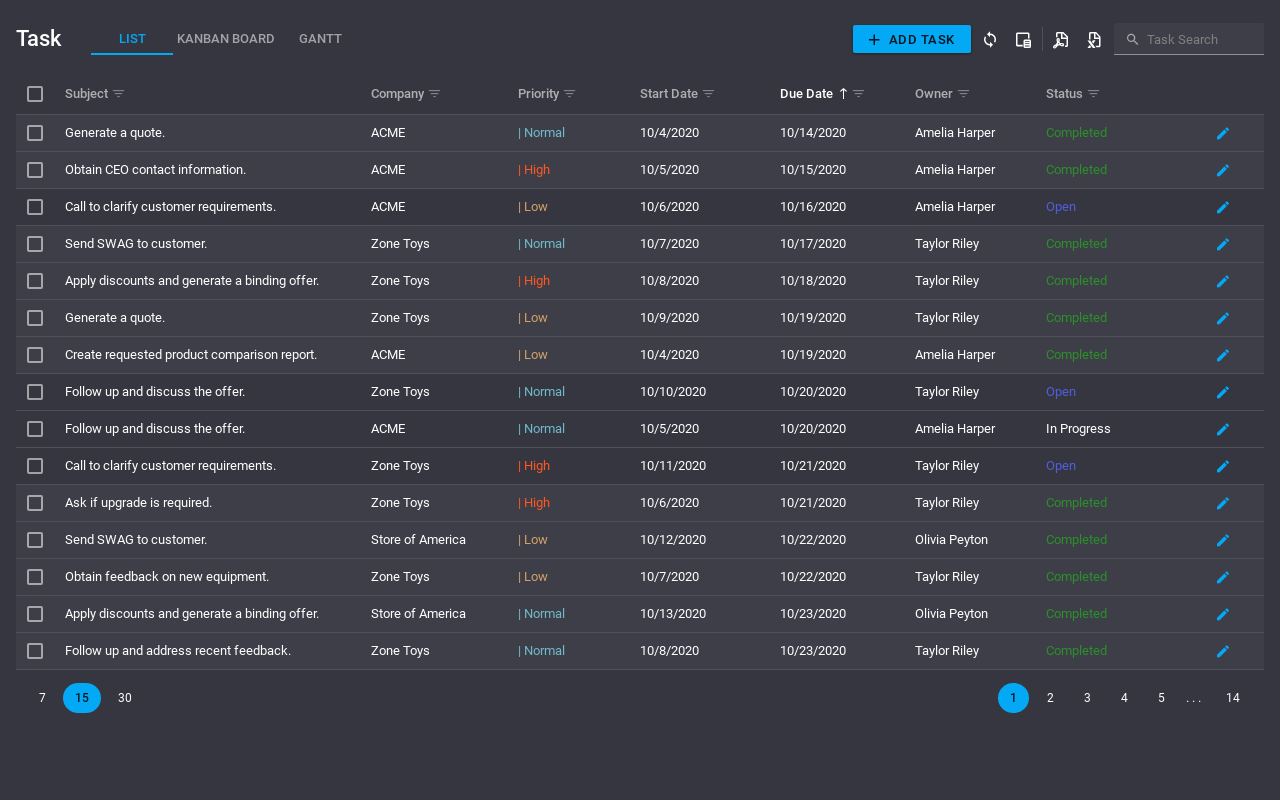 Task LIST KANBAN BOARD GANTT ADD TASK Task Search
Subject Company Priority Start Date Due Date Owner Status
Generate a quote. ACME | Normal 10/4/2020 10/14/2020 Amelia Harper Completed
Obtain CEO contact information. ACME | High 10/5/2020 10/15/2020 Amelia Harper Completed
Call to clarify customer requirements. ACME | Low 10/6/2020 10/16/2020 Amelia Harper Open
Send SWAG to customer. Zone Toys | Normal 10/7/2020 10/17/2020 Taylor Riley Completed
Apply discounts and generate a binding offer. Zone Toys | High 10/8/2020 10/18/2020 Taylor Riley Completed
Generate a quote. Zone Toys | Low 10/9/2020 10/19/2020 Taylor Riley Completed
Create requested product comparison report. ACME | Low 10/4/2020 10/19/2020 Amelia Harper Completed
Follow up and discuss the offer. Zone Toys | Normal 10/10/2020 10/20/2020 Taylor Riley Open
Follow up and discuss the offer. ACME | Normal 10/5/2020 10/20/2020 Amelia Harper In Progress
Call to clarify customer requirements. Zone Toys | High 10/11/2020 10/21/2020 Taylor Riley Open
Ask if upgrade is required. Zone Toys | High 10/6/2020 10/21/2020 Taylor Riley Completed
Send SWAG to customer. Store of America | Low 10/12/2020 10/22/2020 Olivia Peyton Completed
Obtain feedback on new equipment. Zone Toys | Low 10/7/2020 10/22/2020 Taylor Riley Completed
Apply discounts and generate a binding offer. Store of America | Normal 10/13/2020 10/23/2020 Olivia Peyton Completed
Follow up and address recent feedback. Zone Toys | Normal 10/8/2020 10/23/2020 Taylor Riley Completed
7 15 30 1 2 3 4 5 . . . 14